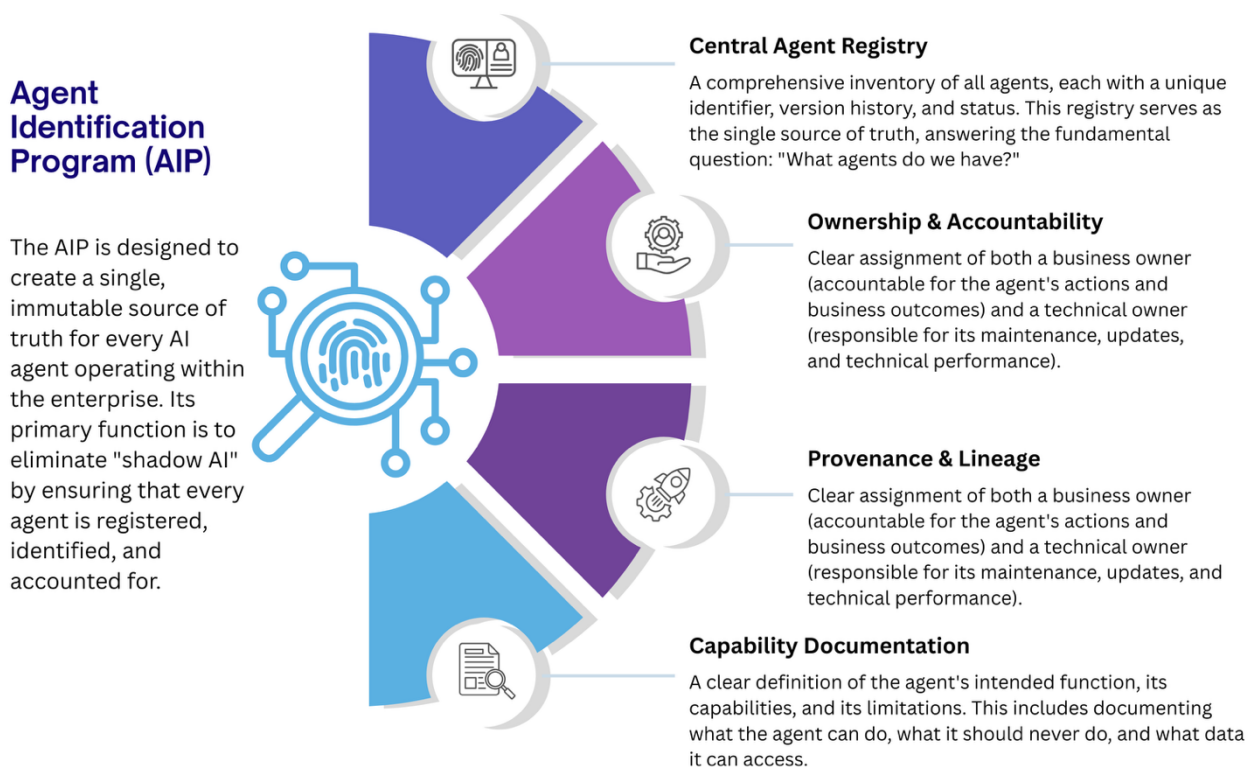 Agent
Identification
Program (AIP)
The AIP is designed to
create a single,
immutable source of
truth for every AI
agent operating within
the enterprise. Its
primary function is to
eliminate "shadow AI"
by ensuring that every
agent is registered,
identified, and
accounted for.
Central Agent Registry
A comprehensive inventory of all agents, each with a unique
identifier, version history, and status. This registry serves as
the single source of truth, answering the fundamental
question: "What agents do we have?"
Ownership & Accountability
Clear assignment of both a business owner
(accountable for the agent's actions and
business outcomes) and a technical owner
(responsible for its maintenance, updates,
and technical performance).
Provenance & Lineage
Clear assignment of both a business owner
(accountable for the agent's actions and
business outcomes) and a technical owner
(responsible for its maintenance, updates, and
technical performance).
Capability Documentation
A clear definition of the agent's intended function, its
capabilities, and its limitations. This includes documenting
what the agent can do, what it should never do, and what data
it can access.